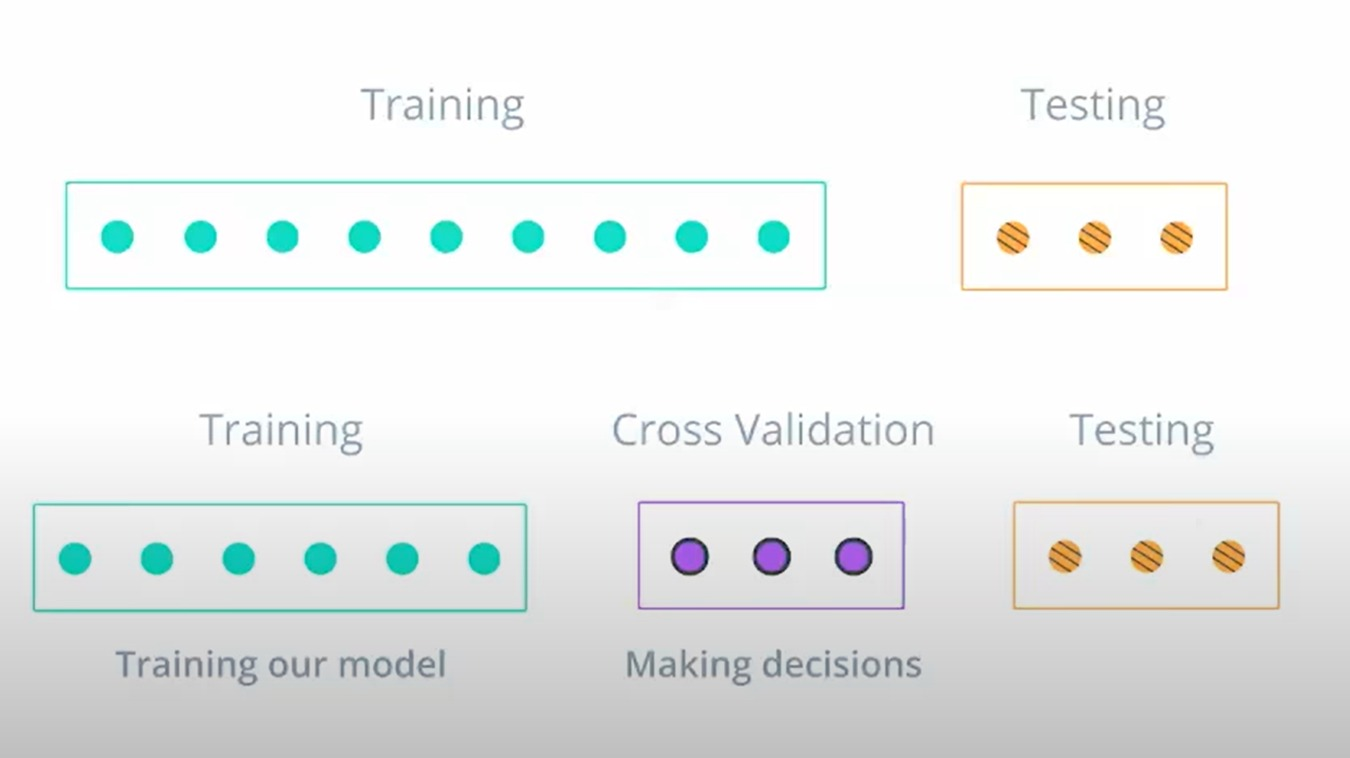 Training
Testing
Training
Cross Validation
Testing
Training our model
Making decisions